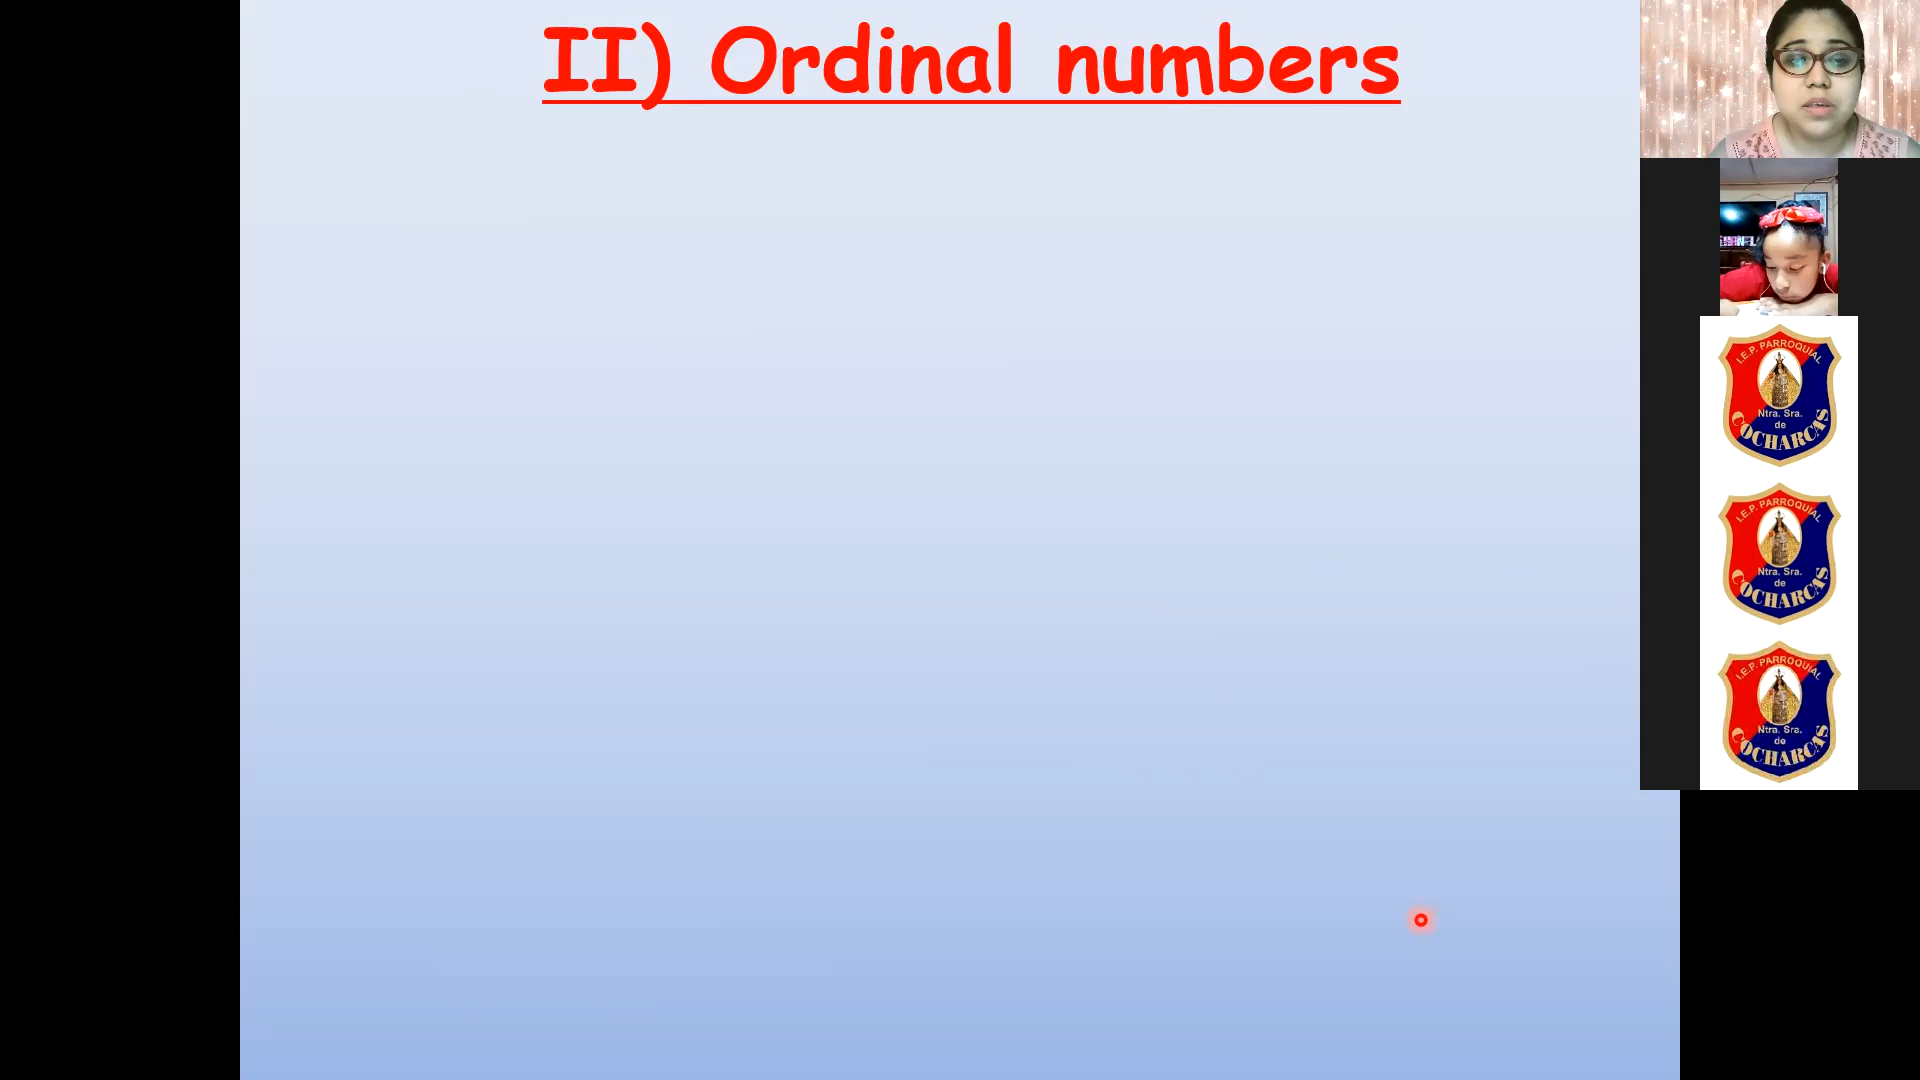 II) Ordinal numbers
I.E.P. PARROQUIAL
Ntra. Sra.
de
COCHARCAS
I.E.P. PARROQUIAL
Ntra. Sra.
de
COCHARCAS
I.E.P. PARROQUIAL
Ntra. Sra.
de
COCHARCAS